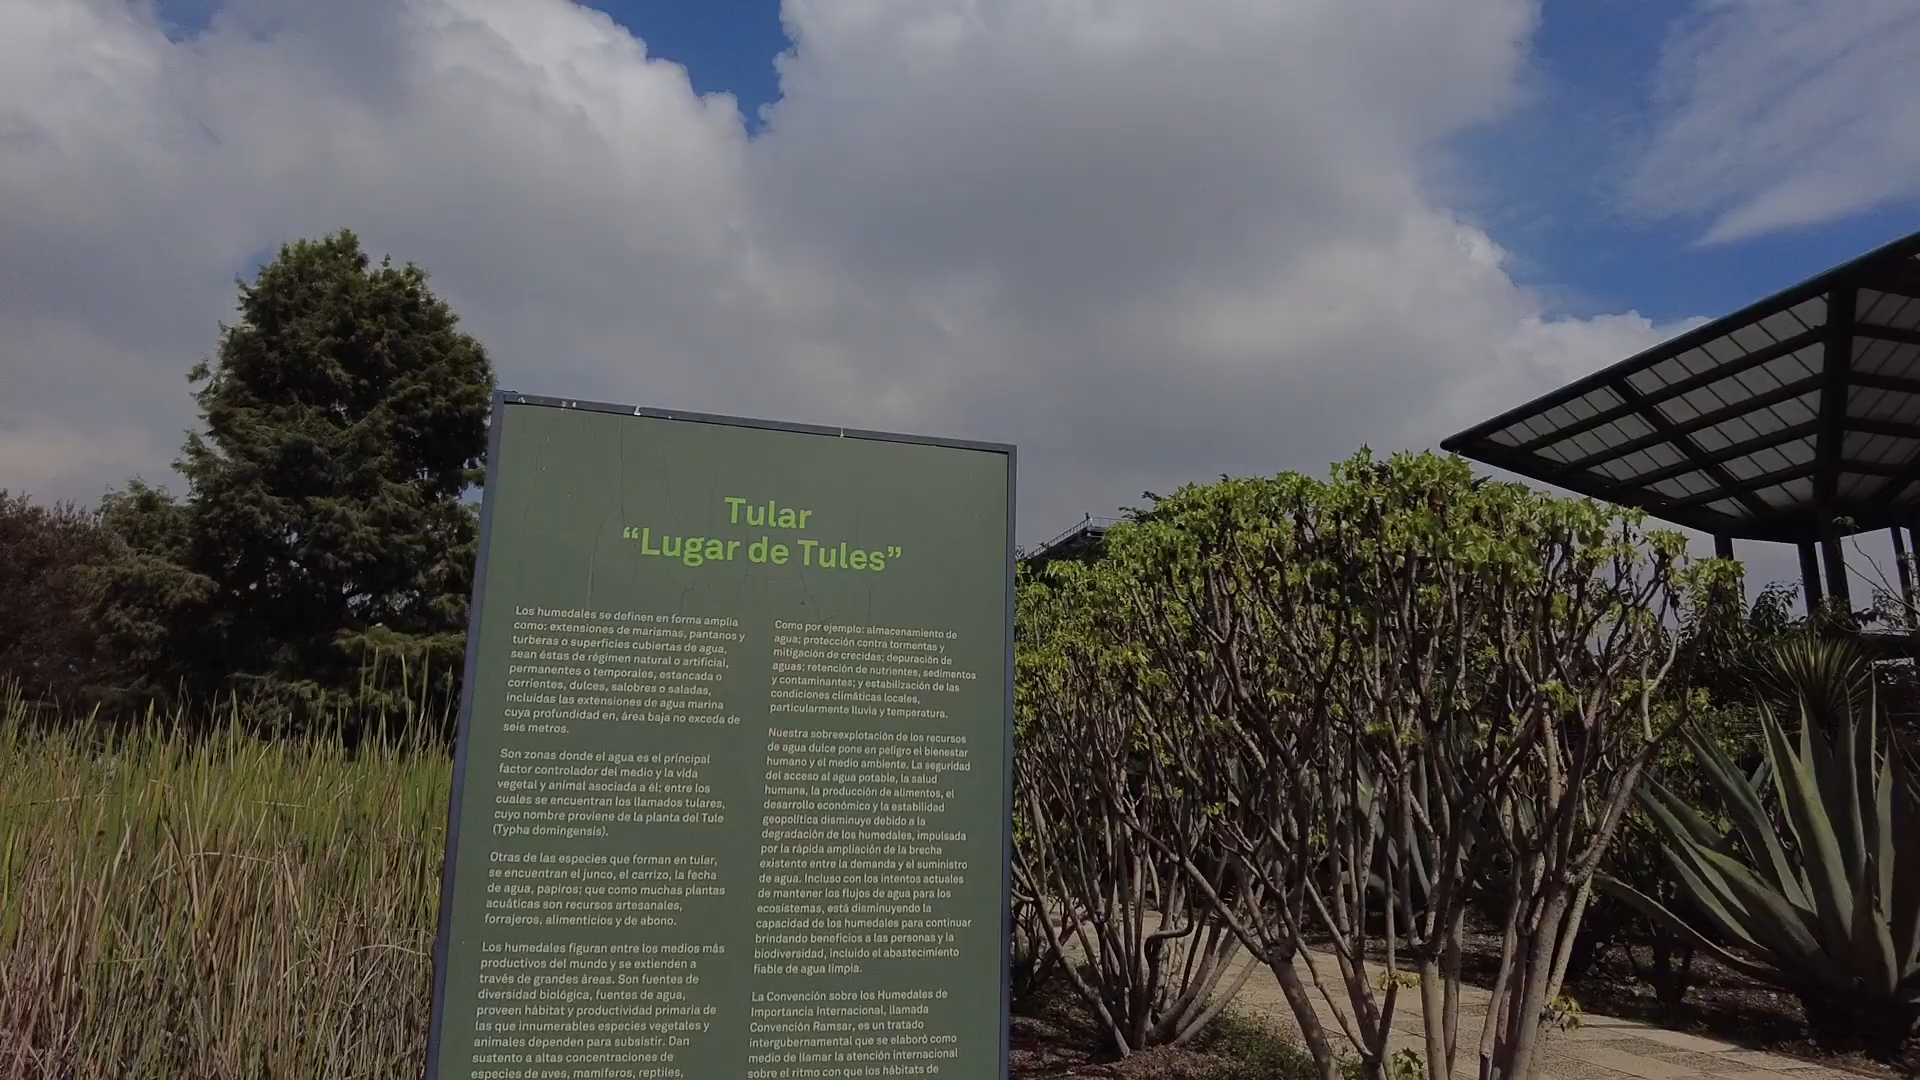 Tular
“Lugar de Tules”
Los humedales se definen en forma amplia
como: extensiones de marismas, pantanos y
turberas o superficies cubiertas de agua,
sean éstas de régimen natural o artificial,
permanentes o temporales, estancada o
corrientes, dulces, salobres o saladas,
incluidas las extensiones de agua marina
cuya profundidad en, área baja no exceda de
seis metros.
Son zonas donde el agua es el principal
factor controlador del medio y la vida
vegetal y animal asociada a él; entre los
cuales se encuentran los llamados tulares,
cuyo nombre proviene de la planta del Tule
(Typha domingensis).
Otras de las especies que forman en tular,
se encuentran el junco, el carrizo, la fecha
de agua, papiros; que como muchas plantas
acuáticas son recursos artesanales,
forrajeros, alimenticios y de abono.
Los humedales figuran entre los medios más
productivos del mundo y se extienden a
través de grandes áreas. Son fuentes de
diversidad biológica, fuentes de agua,
proveen hábitat y productividad primaria de
las que innumerables especies vegetales y
animales dependen para subsistir. Dan
sustento a altas concentraciones de
especies de aves, mamíferos, reptiles,
Como por ejemplo: almacenamiento de
agua; protección contra tormentas y
mitigación de crecidas; depuración de
aguas; retención de nutrientes, sedimentos
y contaminantes; y estabilización de las
condiciones climáticas locales,
particularmente lluvia y temperatura.
Nuestra sobreexplotación de los recursos
de agua dulce pone en peligro el bienestar
humano y el medio ambiente. La seguridad
del acceso al agua potable, la salud
humana, la producción de alimentos, el
desarrollo económico y la estabilidad
geopolítica disminuye debido a la
degradación de los humedales, impulsada
por la rápida ampliación de la brecha
existente entre la demanda y el suministro
de agua. Incluso con los intentos actuales
de mantener los flujos de agua para los
ecosistemas, está disminuyendo la
capacidad de los humedales para continuar
brindando beneficios a las personas y la
biodiversidad, incluido el abastecimiento
fiable de agua limpia.
La Convención sobre los Humedales de
Importancia Internacional, llamada
Convención Ramsar, es un tratado
intergubernamental que se elaboró como
medio de llamar la atención internacional
sobre el ritmo con que los hábitats de